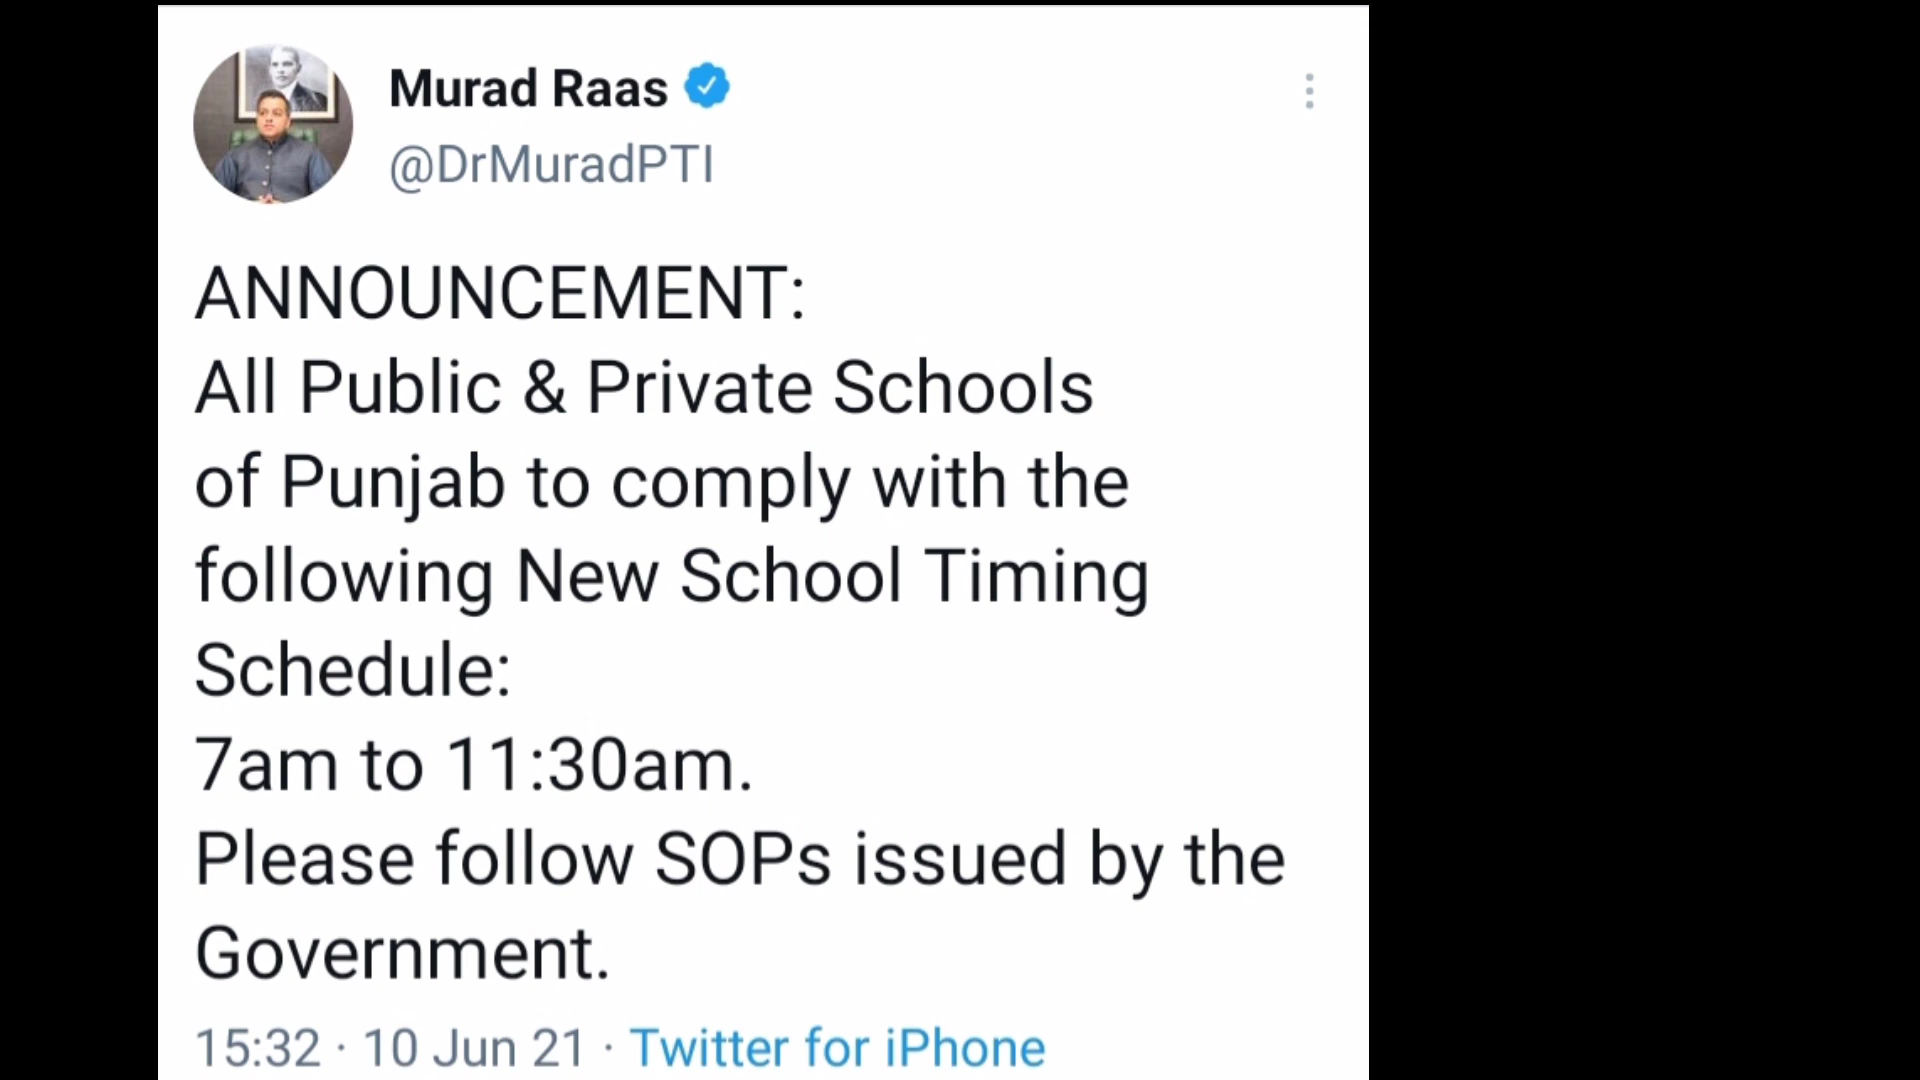 Murad Raas
@DrMuradPTI
ANNOUNCEMENT:
All Public & Private Schools
of Punjab to comply with the
following New School Timing
Schedule:
7am to 11:30am.
Please follow SOPs issued by the
Government.
15:32 · 10 Jun 21 · Twitter for iPhone